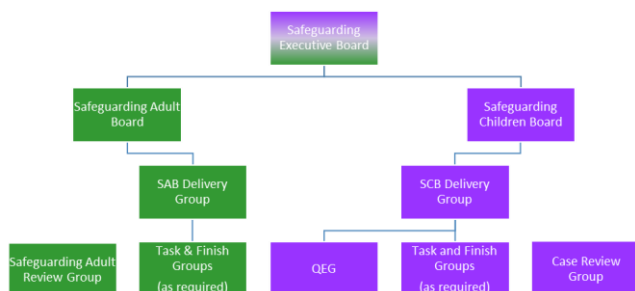 Safeguarding
Executive Board
Safeguarding Adult
Board
Safeguarding
Children Board
SAB Delivery
Group
SCB Delivery
Group
Safeguarding Adult
Review Group
Task & Finish
Groups
(as required)
QEG
Task and Finish
Groups
(as required)
Case Review
Group